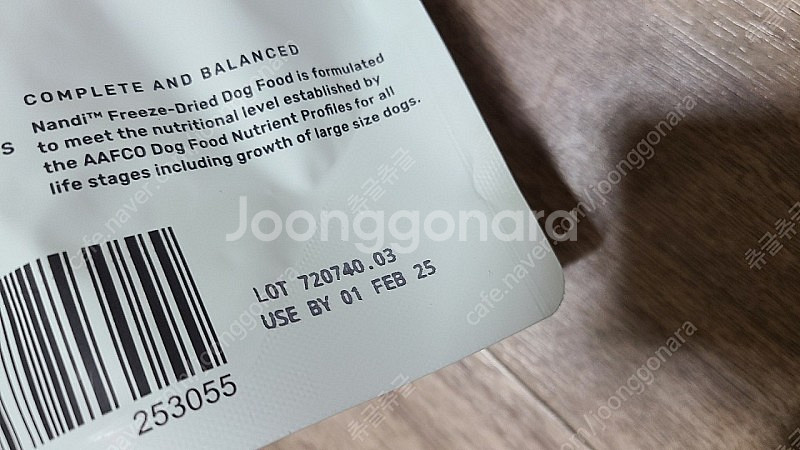 COMPLETE AND BALANCED
Nandi™ Freeze-Dried Dog Food is formulated
to meet the nutritional level established by
the AAFCO Dog Food Nutrient Profiles for all
life stages including growth of large size dogs.
S
Joonggonara
LOT 720740.03
USE BY 01 FEB 25
253055
cafe.naver.com/joonggonara